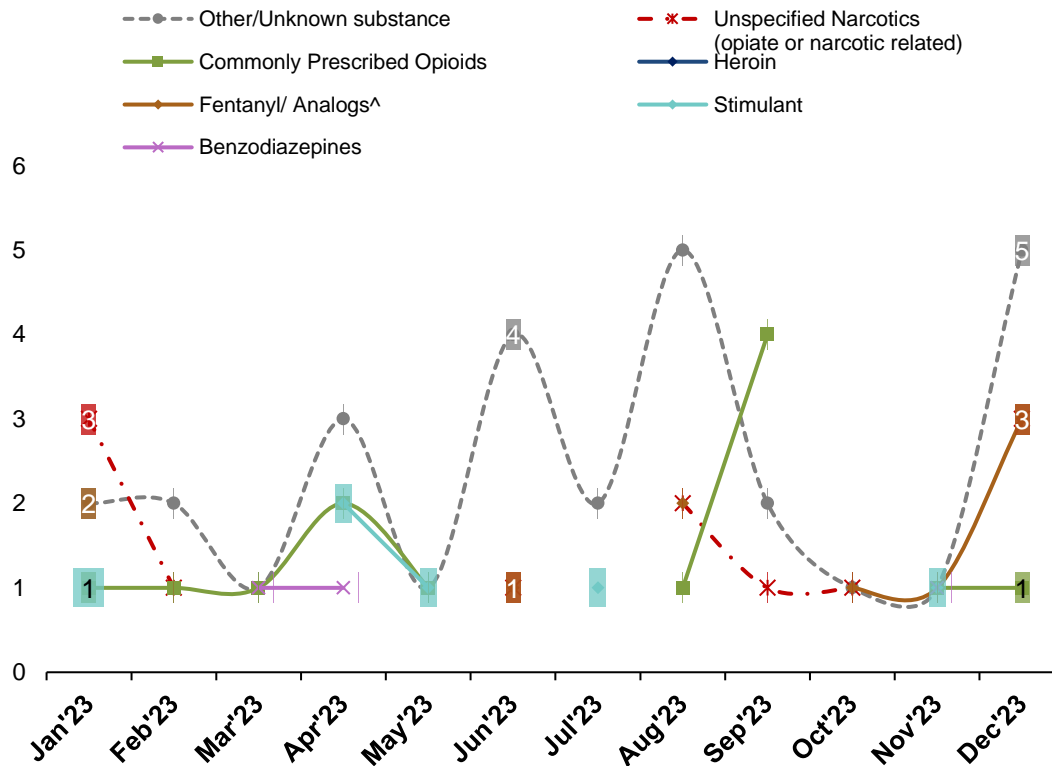 Other/Unknown substance
Unspecified Narcotics
(opiate or narcotic related)
Commonly Prescribed Opioids
Heroin
Fentanyl/ Analogs^
Stimulant
Benzodiazepines
6
5
5
4
4
3
3
3
2
2
1
1
1
1
0
Jan'23
Feb'23
Mar'23
Apr'23
May'23
Jun'23
Jul'23
Aug'23
Sep'23
Oct'23
Nov'23
Dec'23